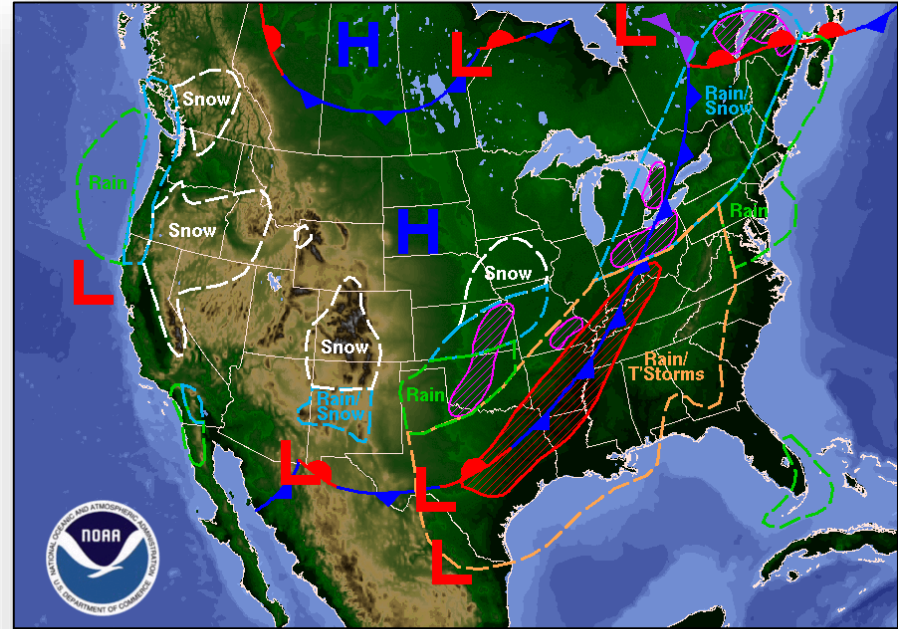 H
L
L
Snow
Rain/
Snow
Rain
Rain
Snow
H
Snow
L
Snow
Rain/
Snow
Rain
Rain/
T'Storms
L
L
L
NATIONAL OCEANIC AND ATMOSPHERIC ADMINISTRATION
NOAA
U.S. DEPARTMENT OF COMMERCE